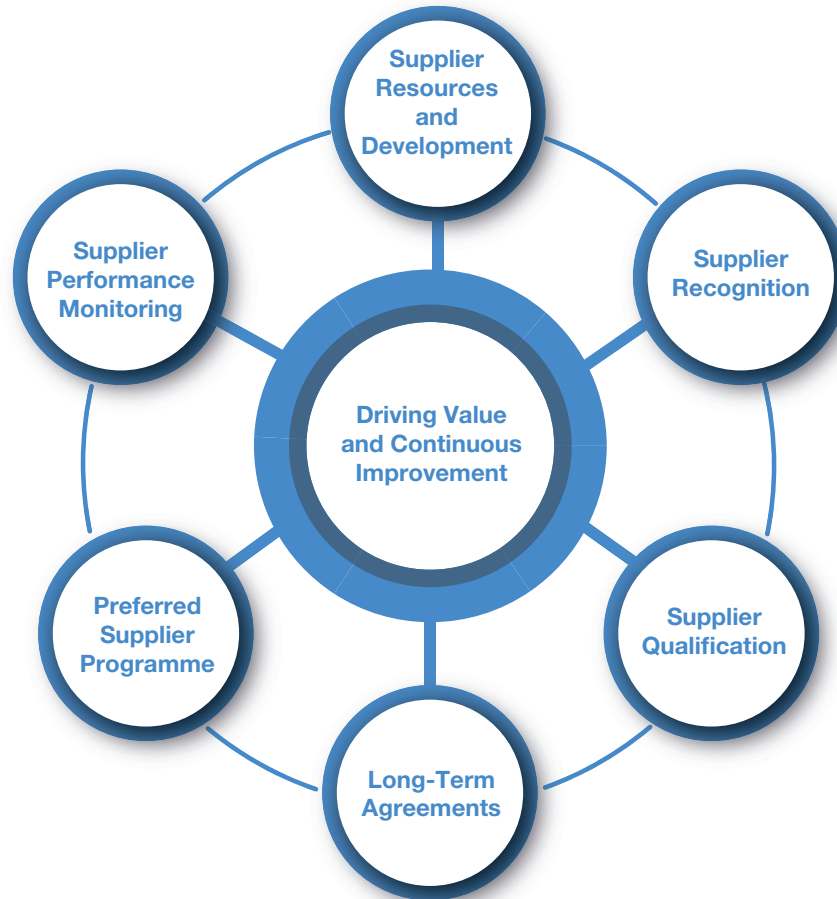 Supplier
Resources
and
Development
Supplier
Recognition
Supplier
Qualification
Long-Term
Agreements
Preferred
Supplier
Programme
Supplier
Performance
Monitoring
Driving Value
and Continuous
Improvement